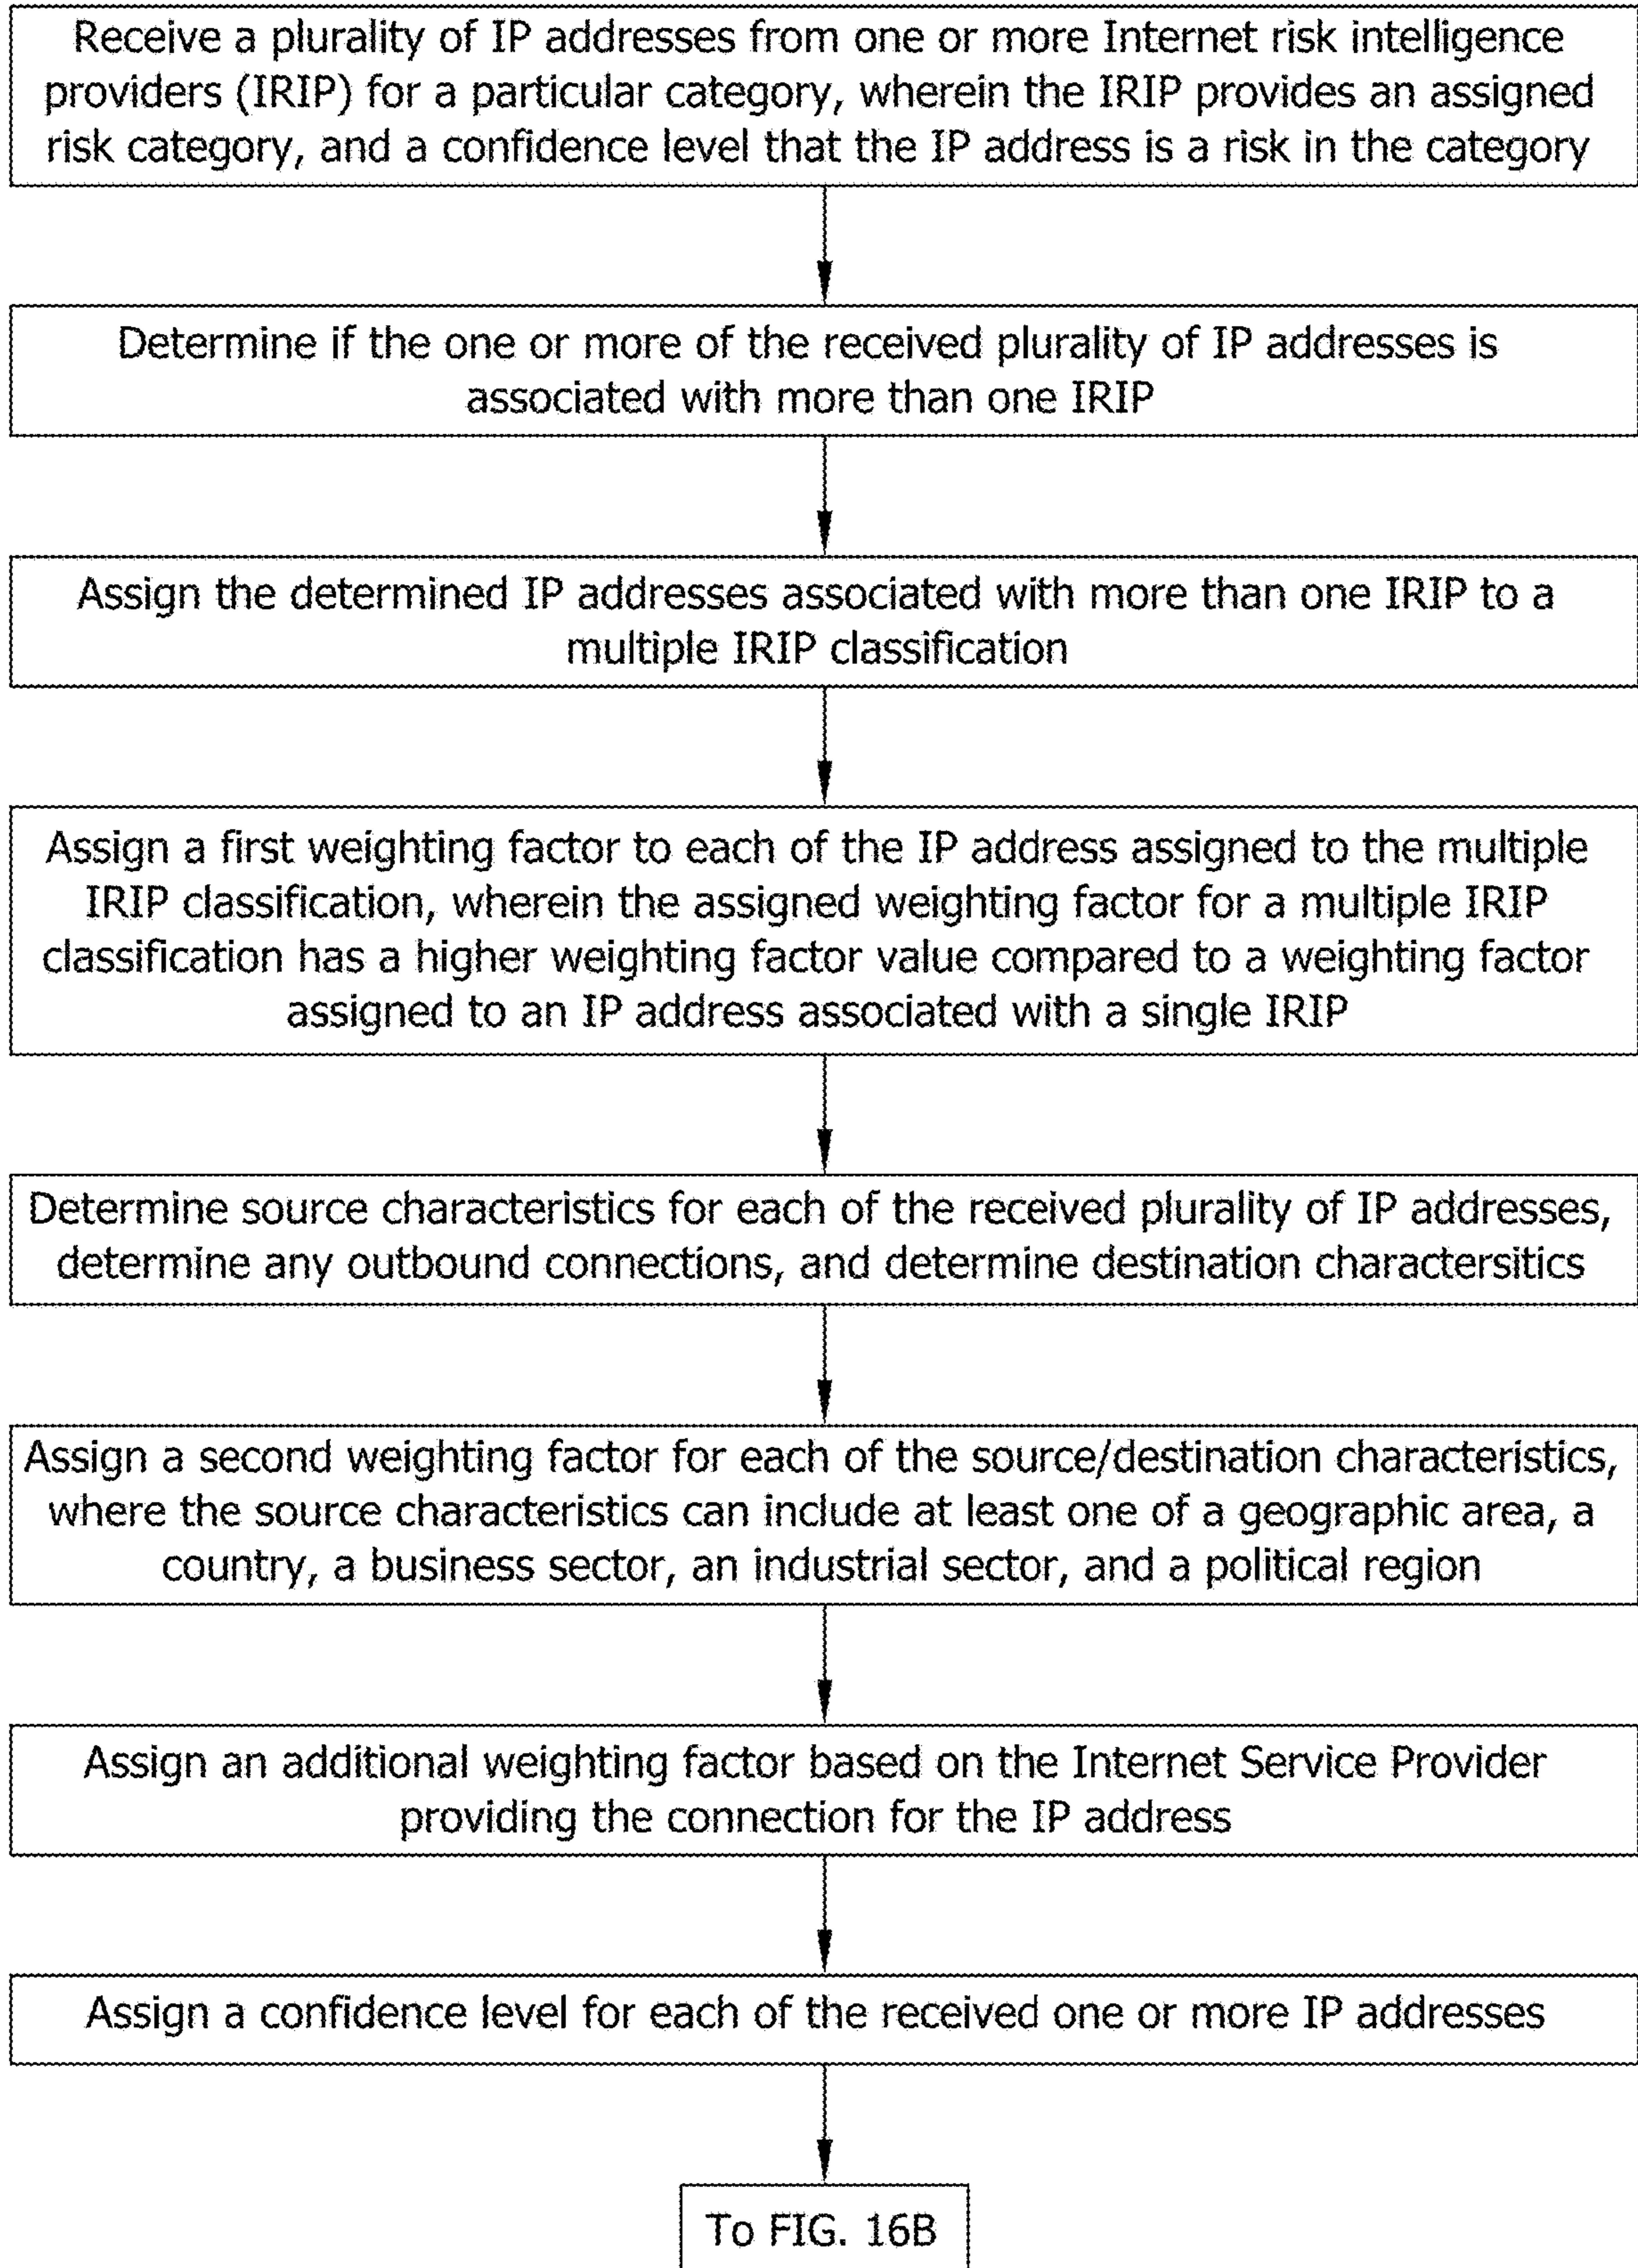 Receive a plurality of IP addresses from one or more Internet risk intelligence
providers (IRIP) for a particular category, wherein the IRIP provides an assigned
risk category, and a confidence level that the IP address is a risk in the category
Determine if the one or more of the received plurality of IP addresses is
associated with more than one IRIP
Assign the determined IP addresses associated with more than one IRIP to a
multiple IRIP classification
Assign a first weighting factor to each of the IP address assigned to the multiple
IRIP classification, wherein the assigned weighting factor for a multiple IRIP
classification has a higher weighting factor value compared to a weighting factor
assigned to an IP address associated with a single IRIP
Determine source characteristics for each of the received plurality of IP addresses,
determine any outbound connections, and determine destination charactersitics
Assign a second weighting factor for each of the source/destination characteristics,
where the source characteristics can include at least one of a geographic area, a
country, a business sector, an industrial sector, and a political region
Assign an additional weighting factor based on the Internet Service Provider
providing the connection for the IP address
Assign a confidence level for each of the received one or more IP addresses
To FIG. 16B